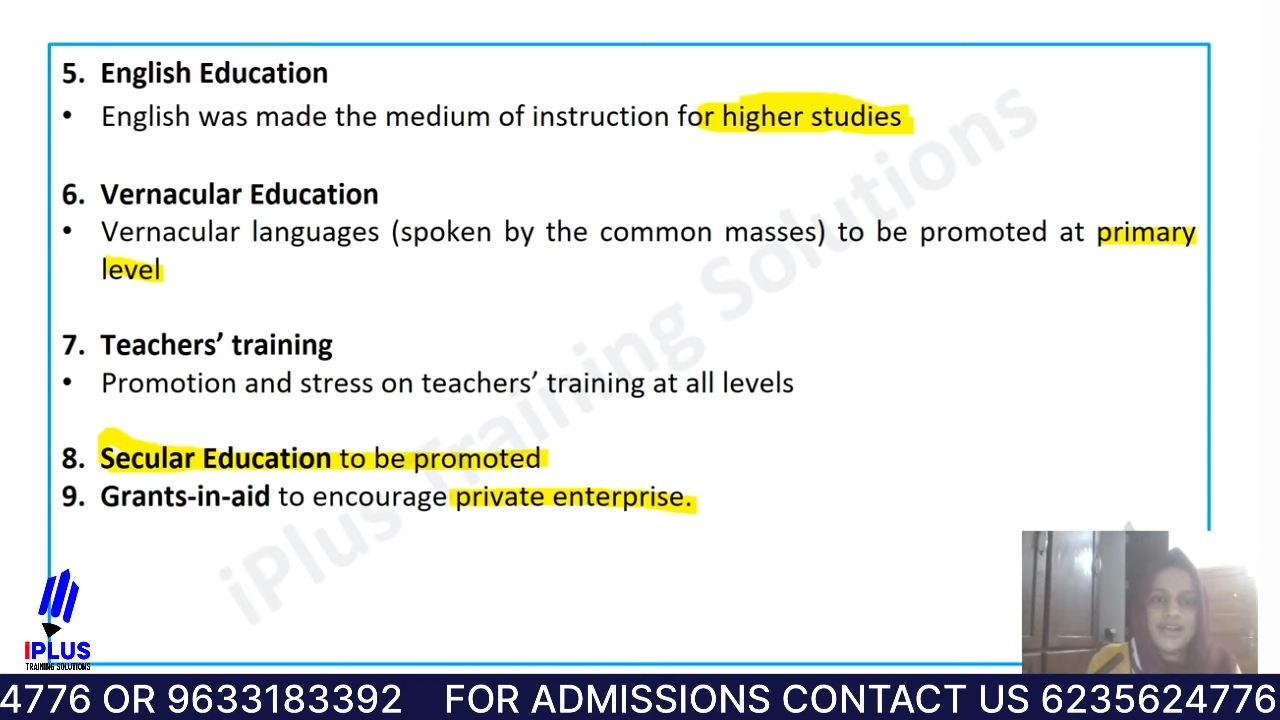 5. English Education
• English was made the medium of instruction for higher studies
6. Vernacular Education
• Vernacular languages (spoken by the common masses) to be promoted at primary
level
7. Teachers’ training
• Promotion and stress on teachers’ training at all levels
8. Secular Education to be promoted
9. Grants-in-aid to encourage private enterprise.
iPlus Training Solutions
IPLUS
TRAINING SOLUTIONS
4776 OR 9633183392 FOR ADMISSIONS CONTACT US 6235624776